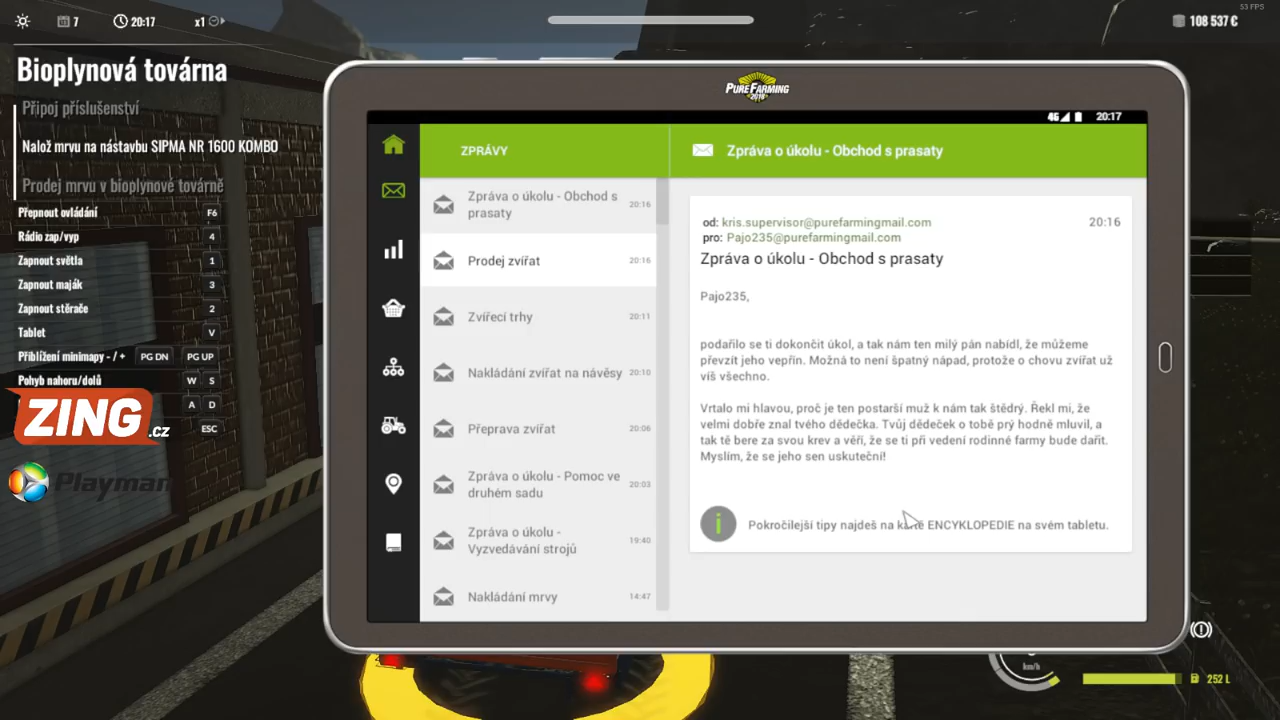 7
20:17
x1
53 FPS
108 537 €
Bioplynová továrna
Připoj příslušenství
Nalož mrvu na nástavbu SIPMA NR 1600 KOMBO
Prodej mrvu v bioplynové továrně
Přepnout ovládání F6
Rádio zap/vyp 4
Zapnout světla 1
Zapnout maják 3
Zapnout stěrače 2
Tablet V
Přiblížení minimapy - / + PG DN PG UP
Pohyb nahoru/dolů W S
A D
ESC
ZING.cz
Playman
PURE FARMING
2018
4G 20:17
ZPRÁVY
Zpráva o úkolu - Obchod s
prasaty
20:16
Prodej zvířat 20:16
Zvířecí trhy 20:11
Nakládání zvířat na návěsy 20:10
Přeprava zvířat 20:06
Zpráva o úkolu - Pomoc ve
druhém sadu
20:03
Zpráva o úkolu -
Vyzvedávání strojů
19:40
Nakládání mrvy 14:47
Zpráva o úkolu - Obchod s prasaty
od: kris.supervisor@purefarmingmail.com 20:16
pro: Pajo235@purefarmingmail.com
Zpráva o úkolu - Obchod s prasaty
Pajo235,
podařilo se ti dokončit úkol, a tak nám ten milý pán nabídl, že můžeme
převzít jeho vepřín. Možná to není špatný nápad, protože o chovu zvířat už
víš všechno.
Vrtalo mi hlavou, proč je ten postarší muž k nám tak štědrý. Řekl mi, že
velmi dobře znal tvého dědečka. Tvůj dědeček o tobě prý hodně mluvil, a
tak tě bere za svou krev a věří, že se ti při vedení rodinné farmy bude dařit.
Myslím, že se jeho sen uskuteční!
i
Pokročilejší tipy najdeš na kartě ENCYKLOPEDIE na svém tabletu.
km/h
252 L